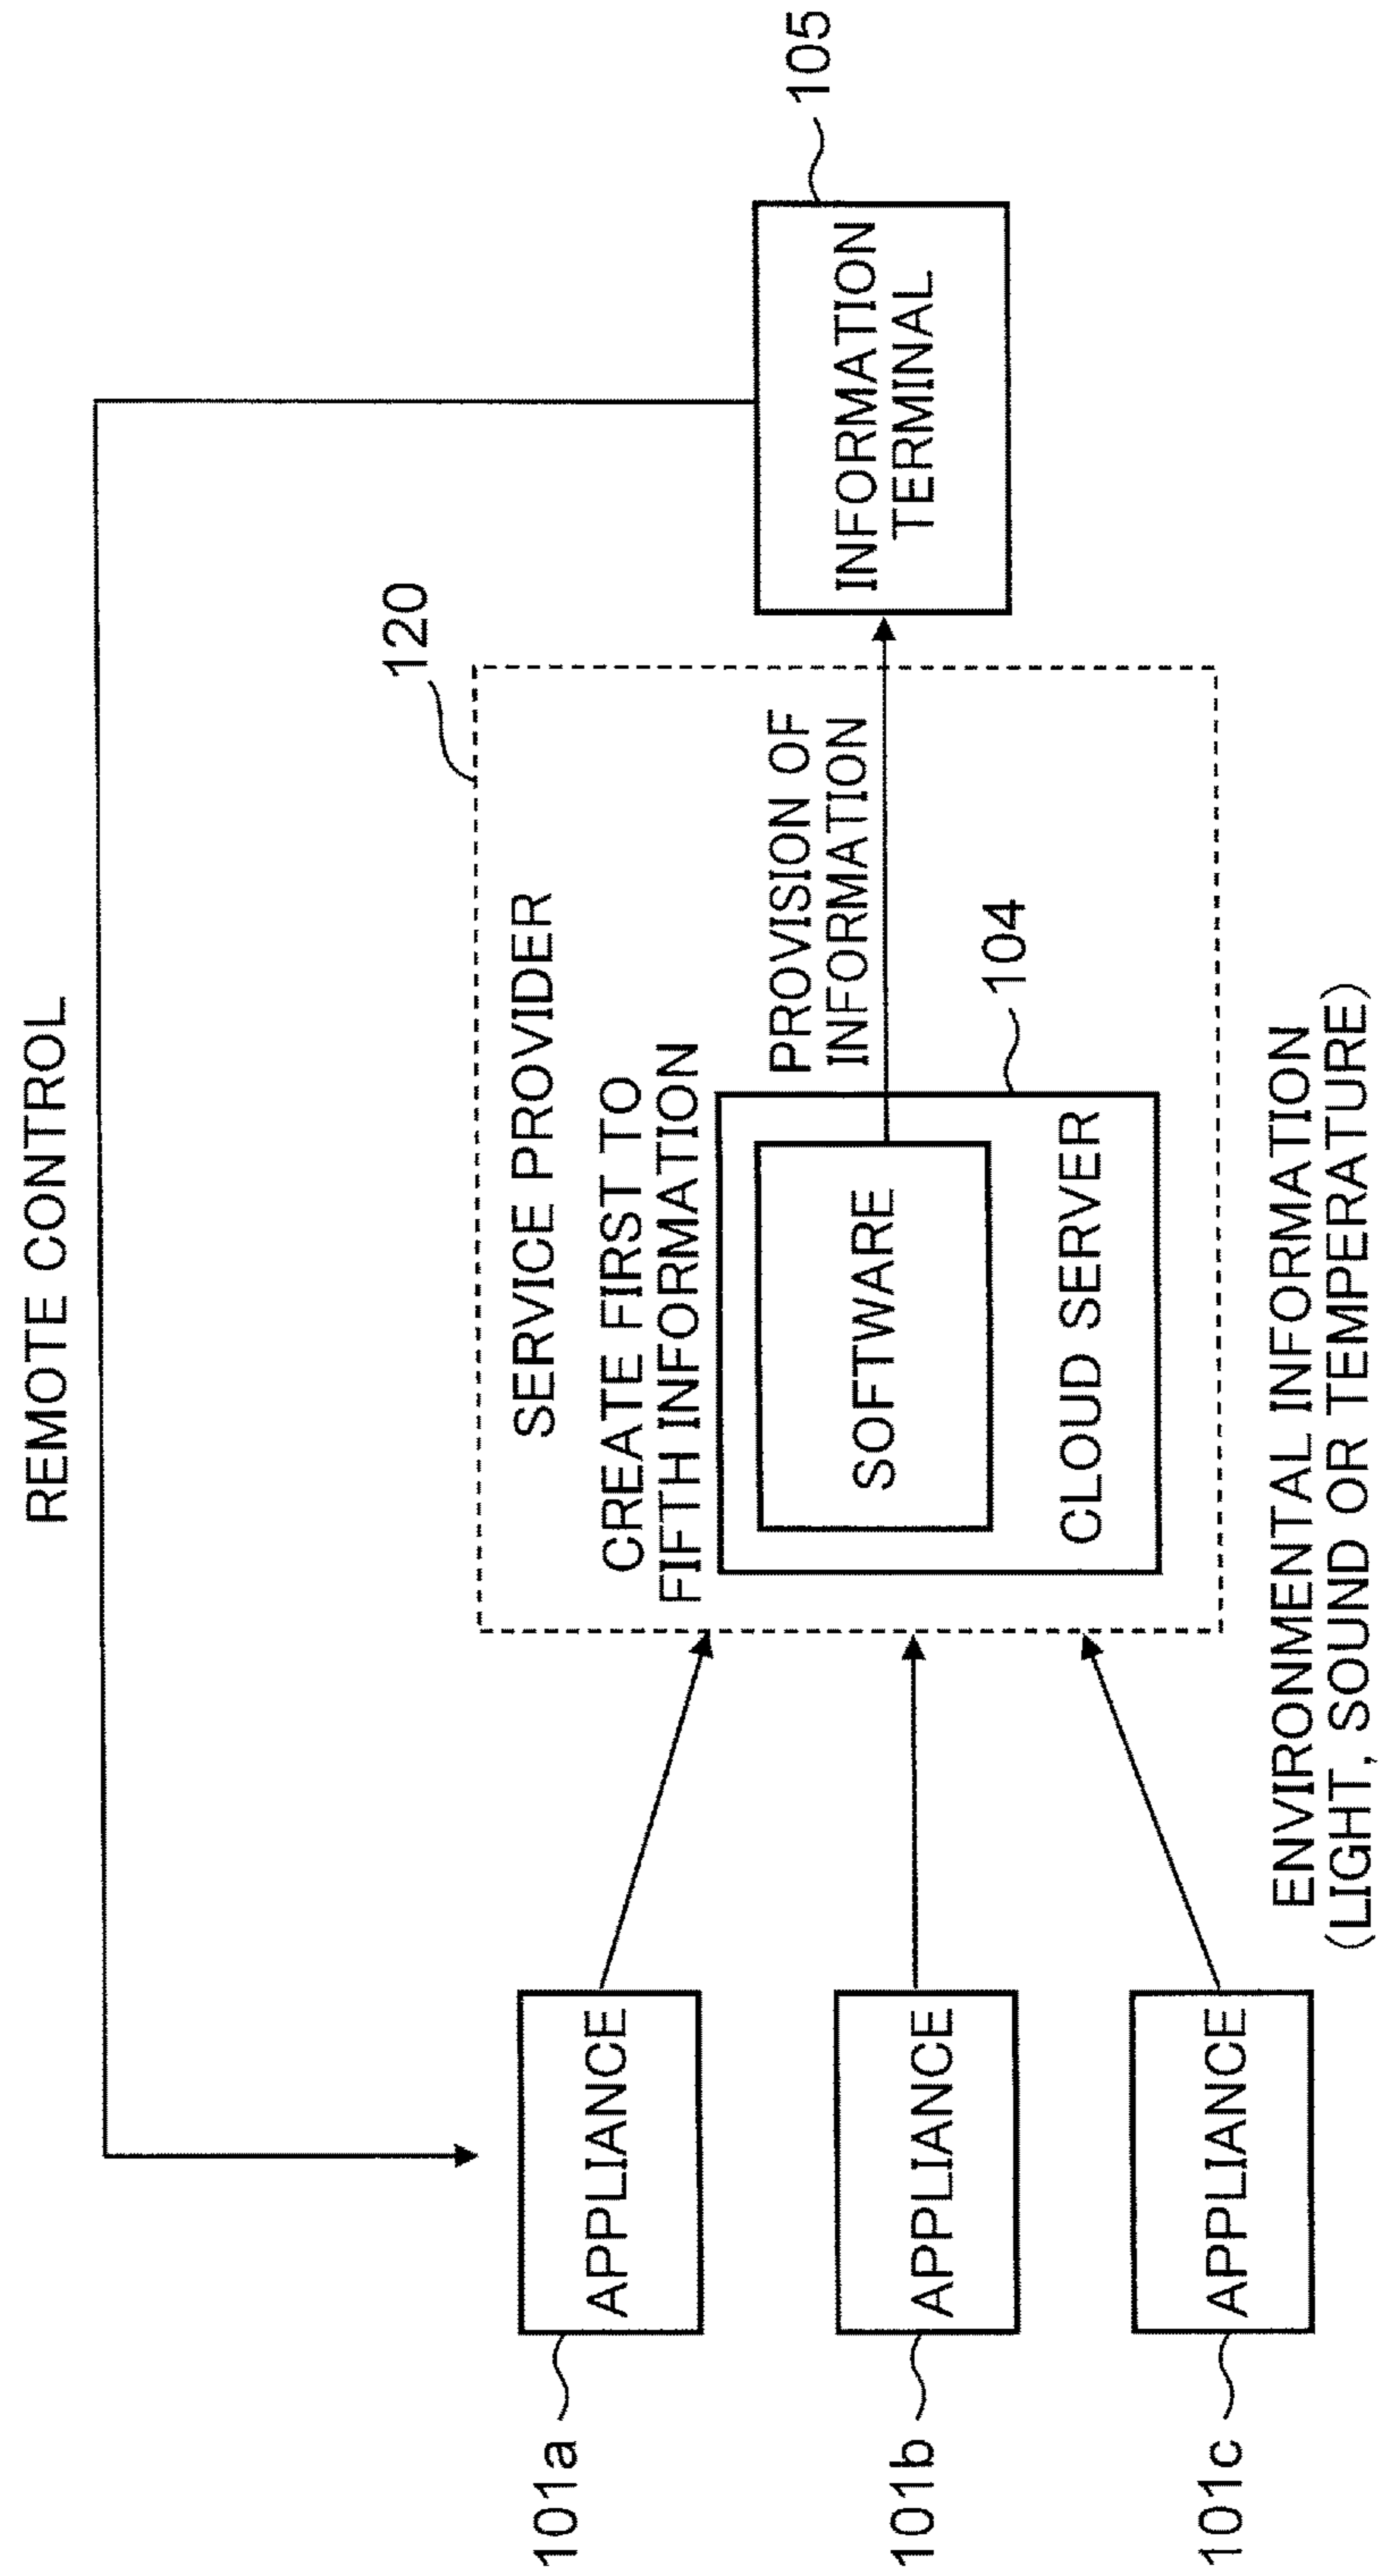 REMOTE CONTROL
120
SERVICE PROVIDER
CREATE FIRST TO
FIFTH INFORMATION
101a
APPLIANCE
PROVISION OF
INFORMATION
105
INFORMATION
TERMINAL
SOFTWARE
101b
APPLIANCE
104
CLOUD SERVER
101c
APPLIANCE
ENVIRONMENTAL INFORMATION
(LIGHT, SOUND OR TEMPERATURE)